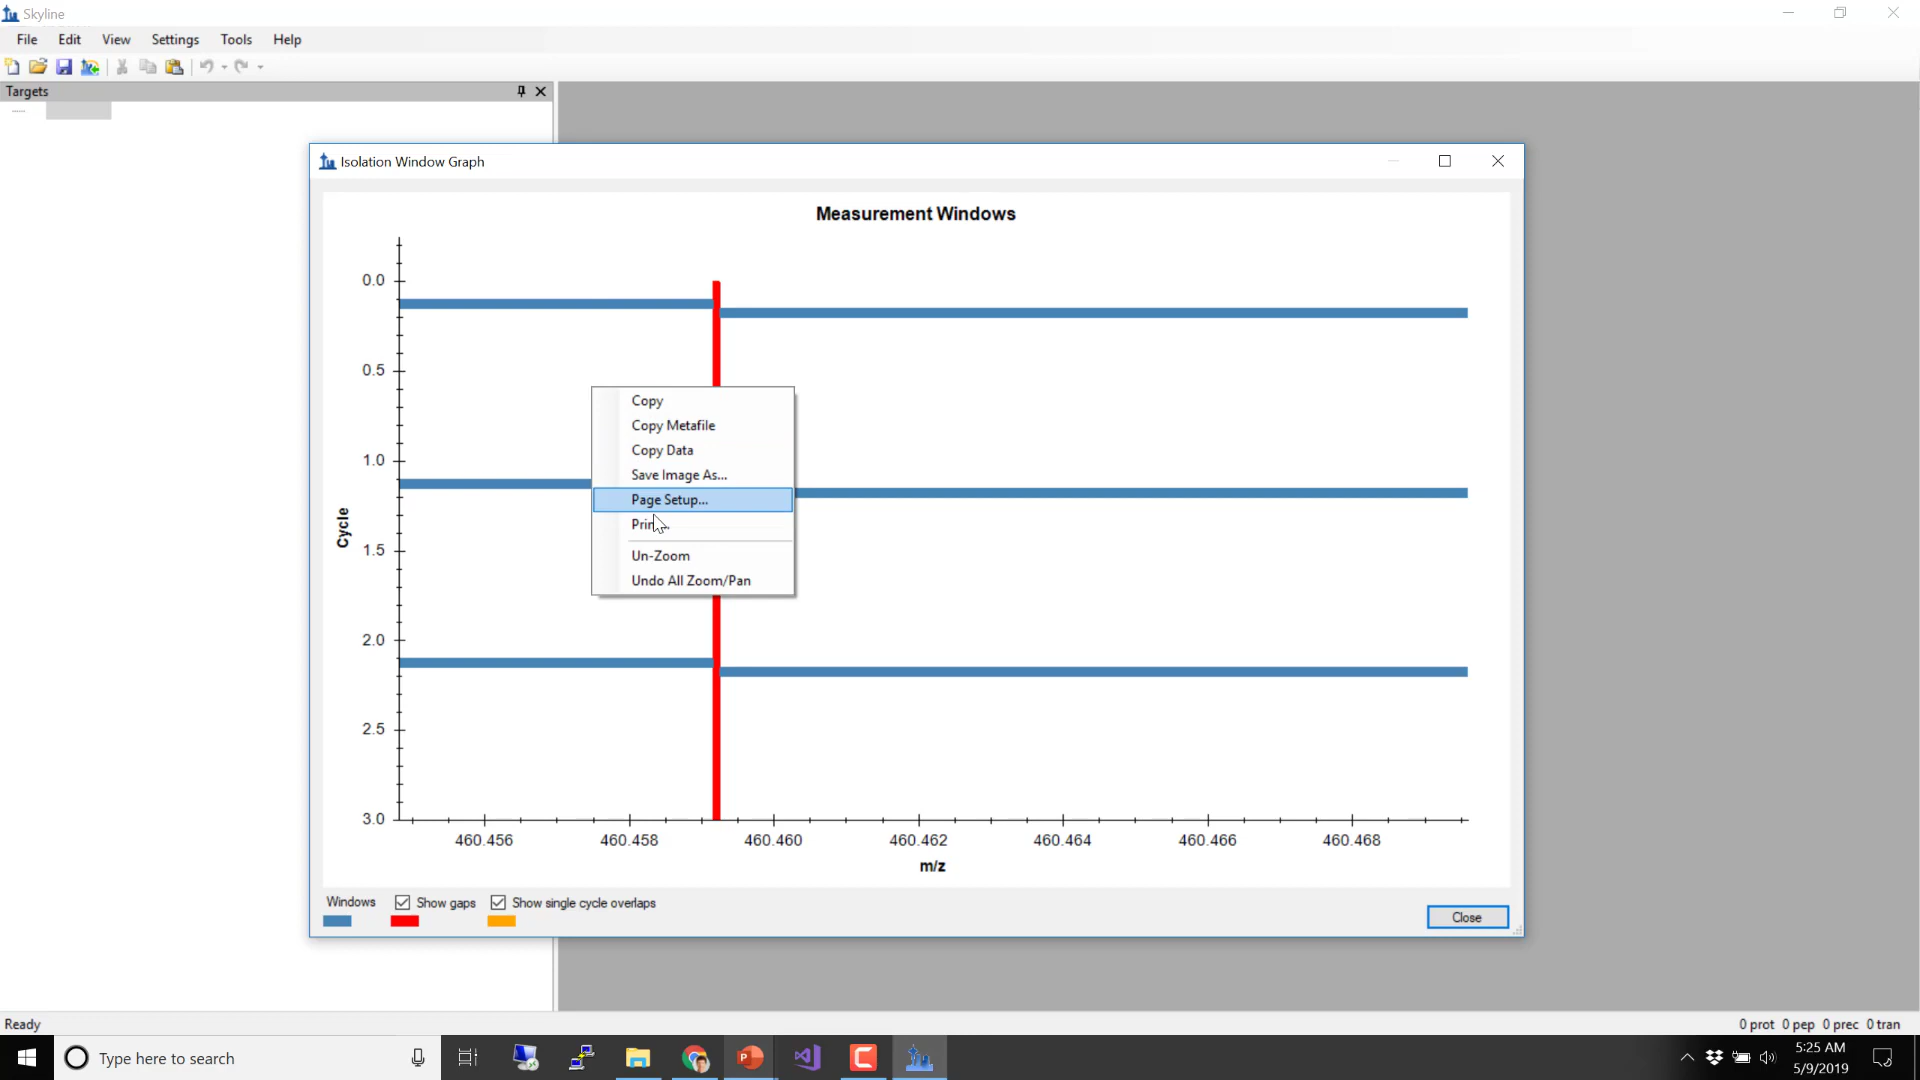 Skyline
File Edit View Settings Tools Help
Targets
Isolation Window Graph
Measurement Windows
0.0
0.5
1.0
1.5
2.0
2.5
3.0
Cycle
Copy
Copy Metafile
Copy Data
Save Image As...
Page Setup...
Un-Zoom
Undo All Zoom/Pan
460.456 460.458 460.460 460.462 460.464 460.466 460.468
m/z
Windows Show gaps Show single cycle overlaps
Close
Ready
0 prot 0 pep 0 prec 0 tran
Type here to search
5:25 AM
5/9/2019